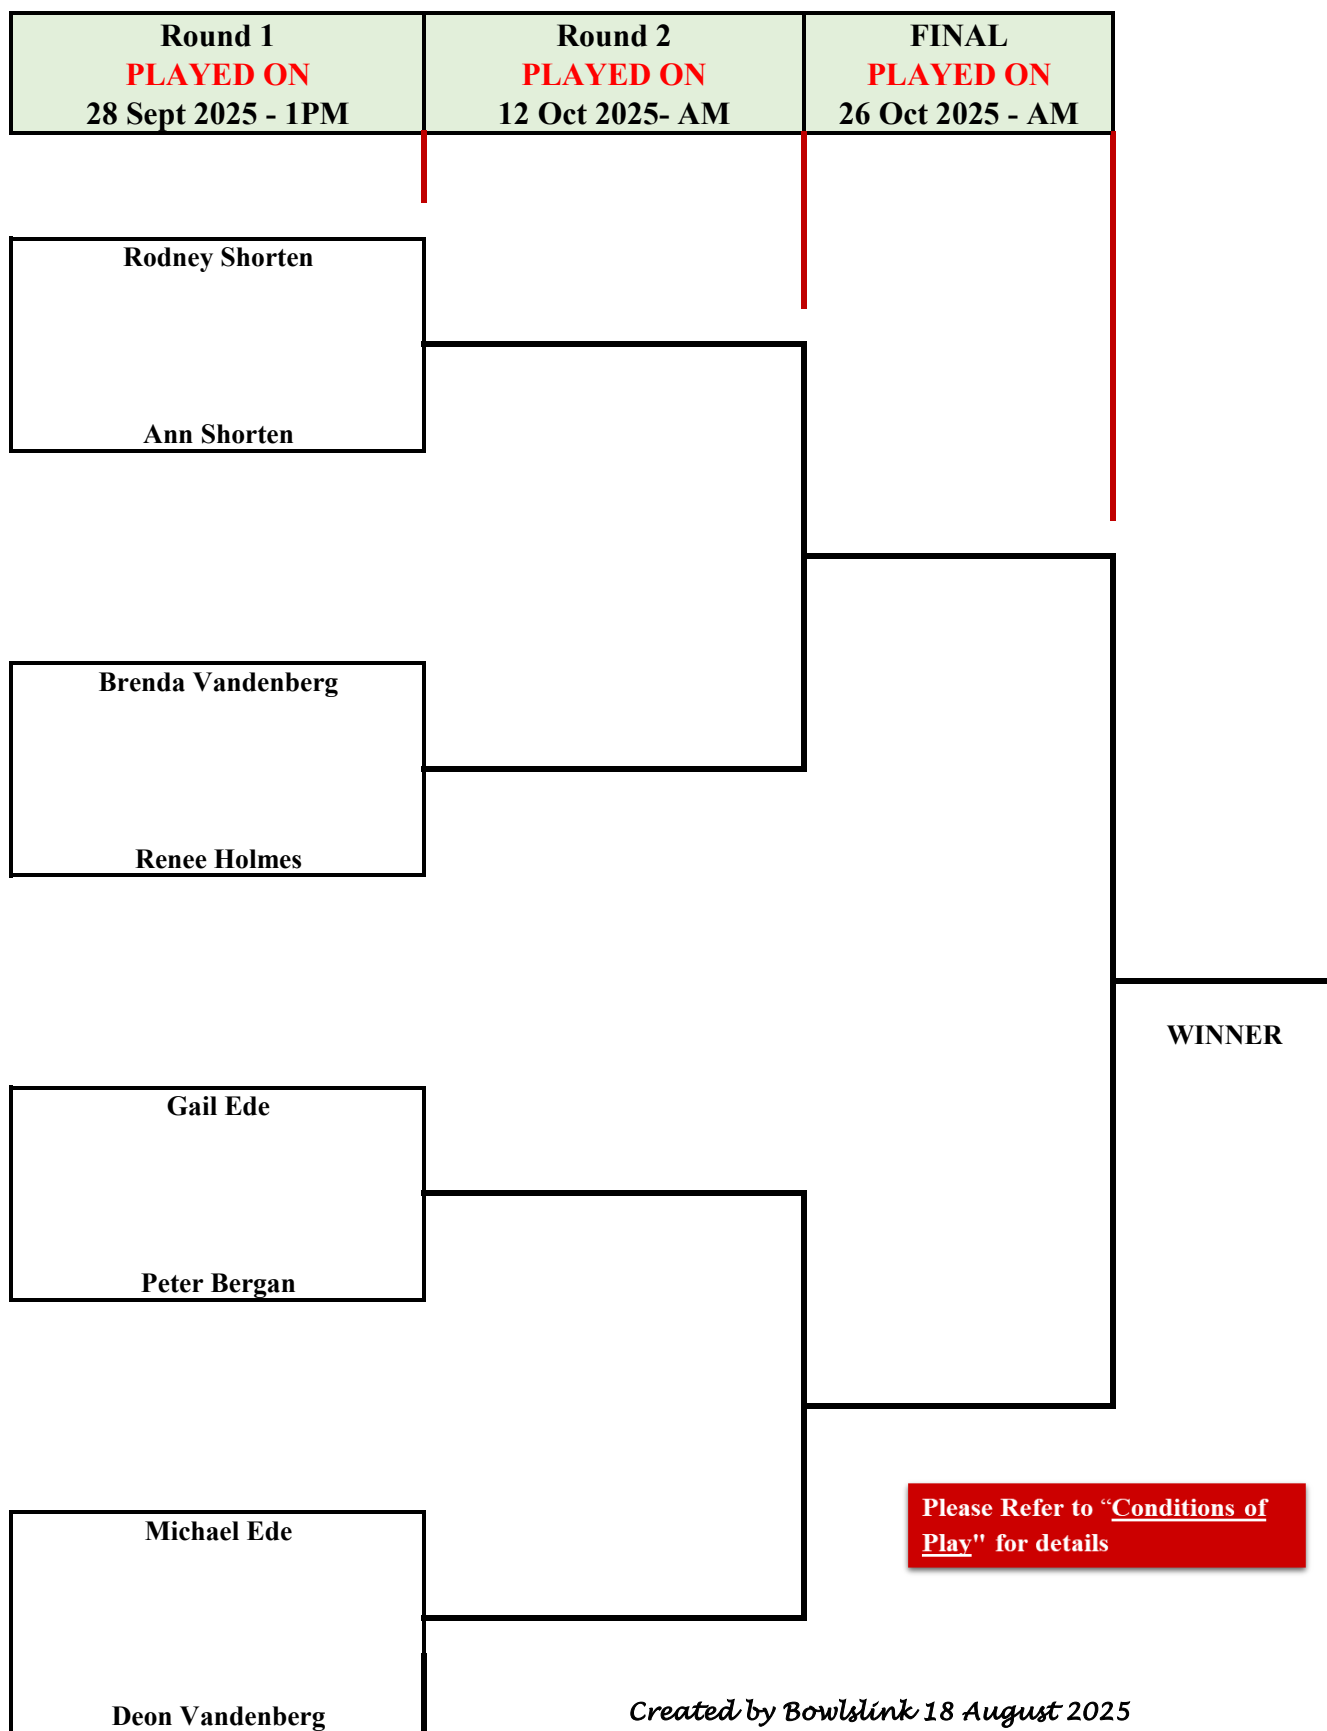 Round 1
PLAYED ON
28 Sept 2025 - 1PM
Round 2
PLAYED ON
12 Oct 2025- AM
FINAL
PLAYED ON
26 Oct 2025 - AM
Rodney Shorten
Ann Shorten
Brenda Vandenberg
Renee Holmes
WINNER
Gail Ede
Peter Bergan
Please Refer to “Conditions of
Play" for details
Michael Ede
Deon Vandenberg
Created by Bowlslink 18 August 2025